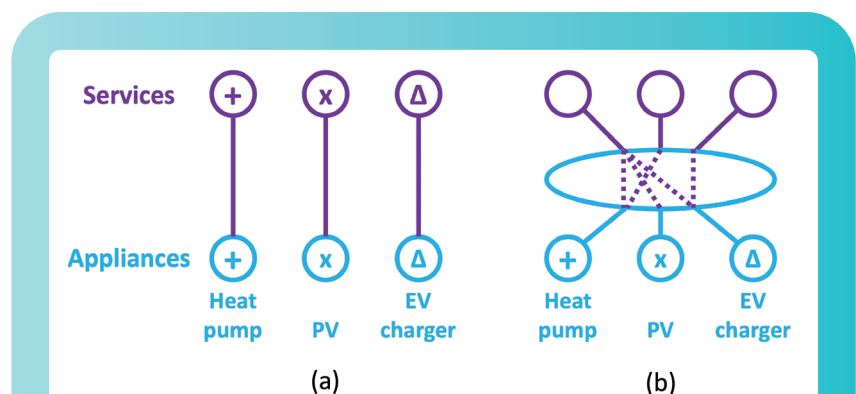 Services + x Δ
Appliances + x Δ + x Δ
Heat pump PV EV charger Heat pump PV EV charger
(a) (b)